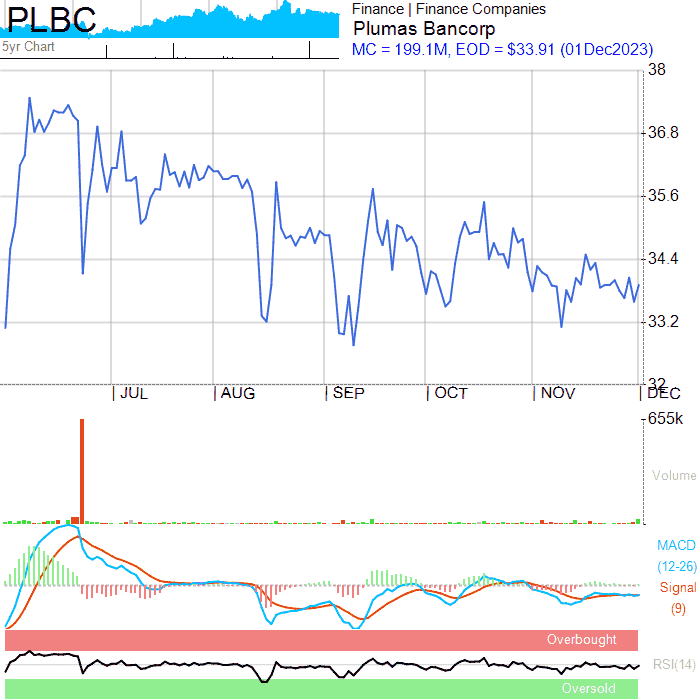 PLBC
5yr Chart
Finance | Finance Companies
Plumas Bancorp
MC = 199.1M, EOD = $33.91 (01Dec2023)
38
36.8
35.6
34.4
33.2
32
JUL
AUG
SEP
OCT
NOV
DEC
655k
Volume
MACD
(12-26)
Signal
(9)
Overbought
RSI(14)
Oversold